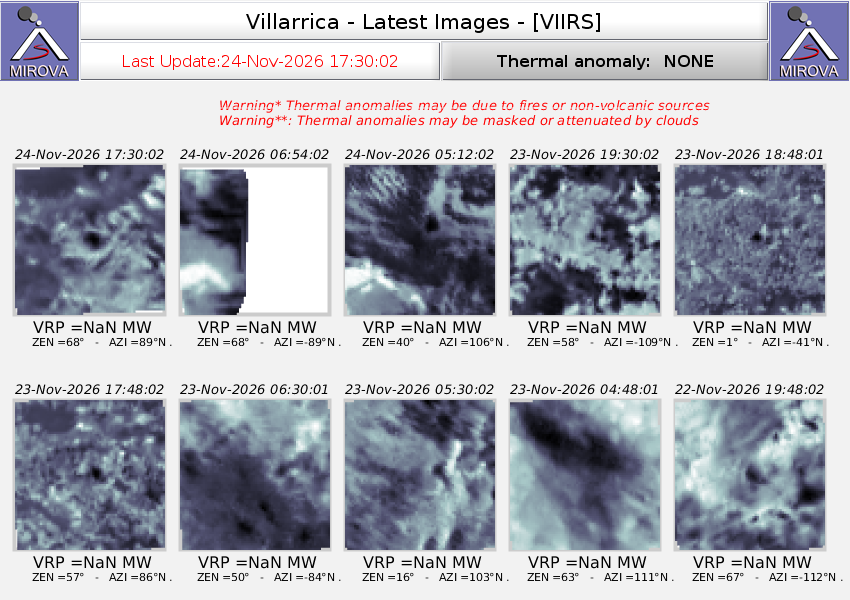 Villarrica - Latest Images - [VIIRS]
MIROVA
Last Update:24-Nov-2026 17:30:02
Thermal anomaly: NONE
MIROVA
Warning* Thermal anomalies may be due to fires or non-volcanic sources
Warning**: Thermal anomalies may be masked or attenuated by clouds
24-Nov-2026 17:30:02 24-Nov-2026 06:54:02 24-Nov-2026 05:12:02 23-Nov-2026 19:30:02 23-Nov-2026 18:48:01
VRP =NaN MW VRP =NaN MW VRP =NaN MW VRP =NaN MW VRP =NaN MW
ZEN =68° - AZI =89°N . ZEN =68° - AZI =-89°N . ZEN =40° - AZI =106°N . ZEN =58° - AZI =-109°N . ZEN =1° - AZI =-41°N .
23-Nov-2026 17:48:02 23-Nov-2026 06:30:01 23-Nov-2026 05:30:02 23-Nov-2026 04:48:01 22-Nov-2026 19:48:02
VRP =NaN MW VRP =NaN MW VRP =NaN MW VRP =NaN MW VRP =NaN MW
ZEN =57° - AZI =86°N . ZEN =50° - AZI =-84°N . ZEN =16° - AZI =103°N . ZEN =63° - AZI =111°N . ZEN =67° - AZI =-112°N .